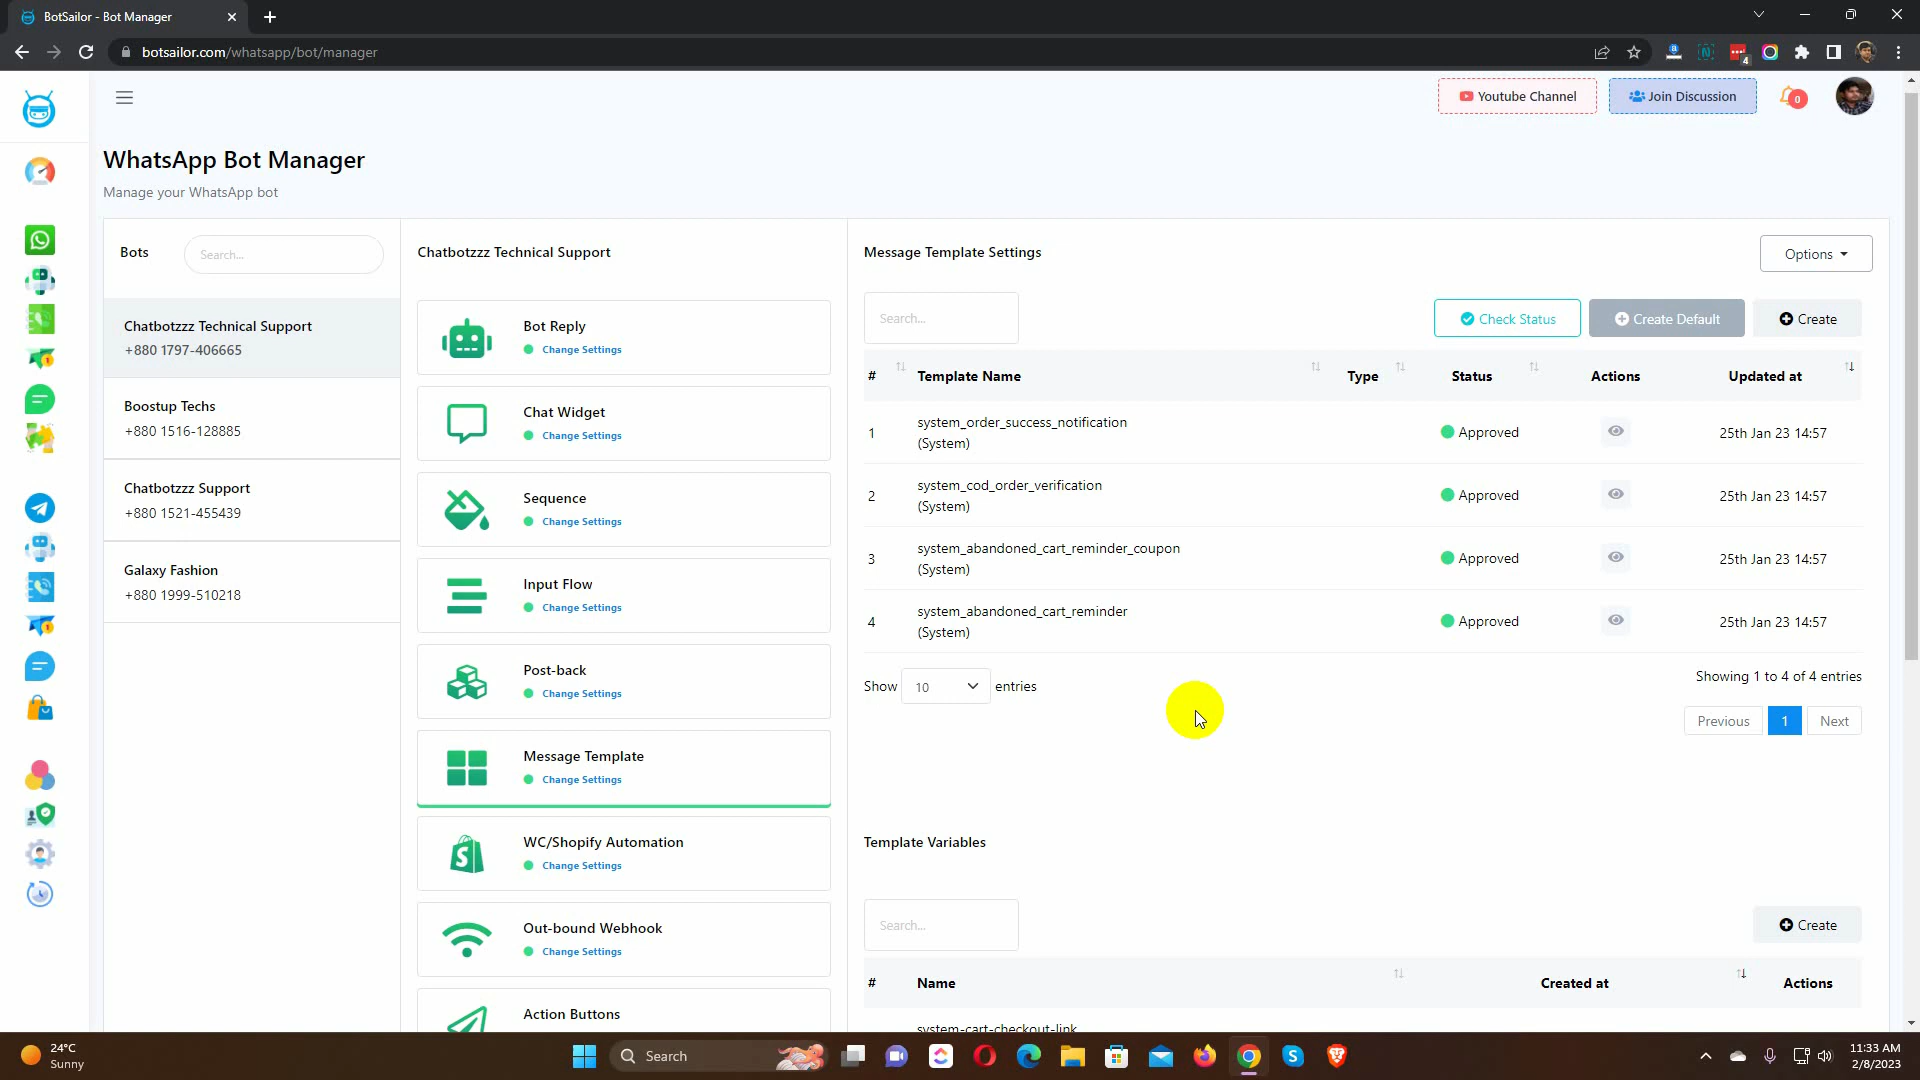 BotSailor - Bot Manager
botsailor.com/whatsapp/bot/manager
4
Youtube Channel
Join Discussion
0
WhatsApp Bot Manager
Manage your WhatsApp bot
Bots
Search...
Chatbotzzz Technical Support
+880 1797-406665
Boostup Techs
+880 1516-128885
Chatbotzzz Support
+880 1521-455439
Galaxy Fashion
+880 1999-510218
Chatbotzzz Technical Support
Bot Reply
Change Settings
Chat Widget
Change Settings
Sequence
Change Settings
Input Flow
Change Settings
Post-back
Change Settings
Message Template
Change Settings
WC/Shopify Automation
Change Settings
Out-bound Webhook
Change Settings
Action Buttons
Message Template Settings
Options
Search...
Check Status
Create Default
Create
# Template Name Type Status Actions Updated at
1 system_order_success_notification Approved 25th Jan 23 14:57
(System)
2 system_cod_order_verification Approved 25th Jan 23 14:57
(System)
3 system_abandoned_cart_reminder_coupon Approved 25th Jan 23 14:57
(System)
4 system_abandoned_cart_reminder Approved 25th Jan 23 14:57
(System)
Show 10 entries
Showing 1 to 4 of 4 entries
Previous 1 Next
Template Variables
Search...
Create
# Name Created at Actions
system-cart-checkout-link
24°C
Sunny
Search
11:33 AM
2/8/2023